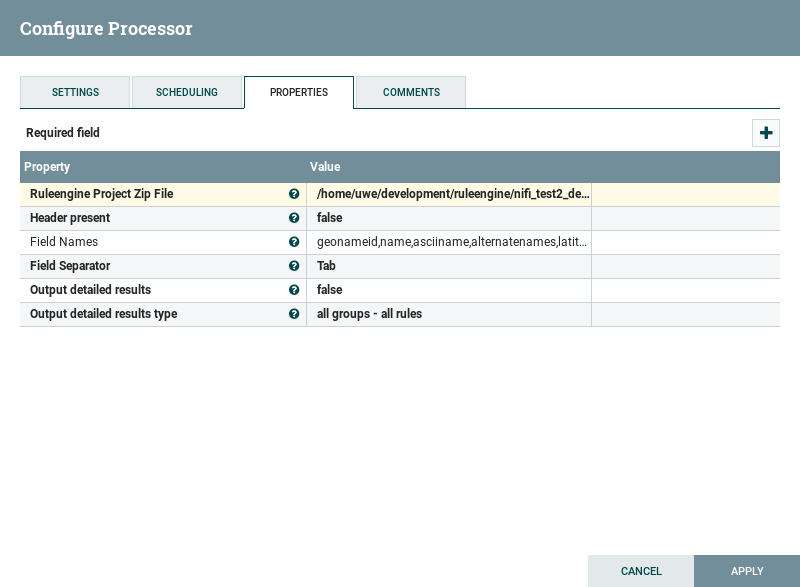 Configure Processor
SETTINGS SCHEDULING PROPERTIES COMMENTS
Required field
Property Value
Ruleengine Project Zip File /home/uwe/development/ruleengine/nifi_test2_de...
Header present false
Field Names geonameid,name,asciiname,alternatenames,latit...
Field Separator Tab
Output detailed results false
Output detailed results type all groups - all rules
CANCEL APPLY